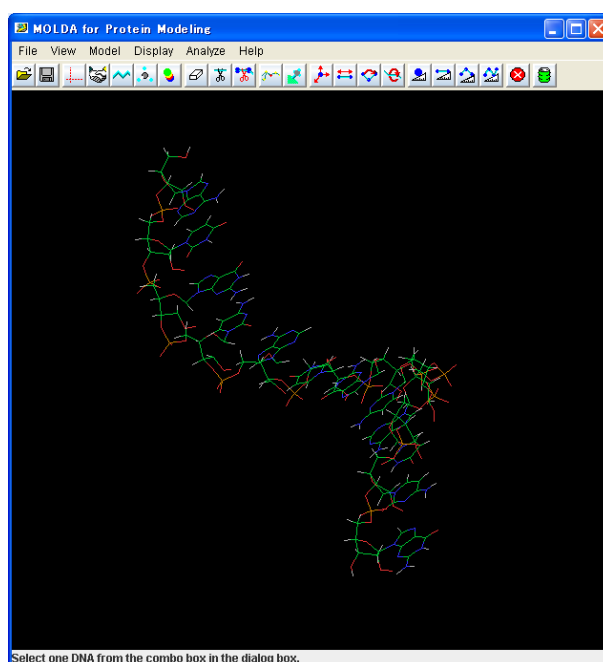 MOLDA for Protein Modeling
File View Model Display Analyze Help
Select one DNA from the combo box in the dialog box.